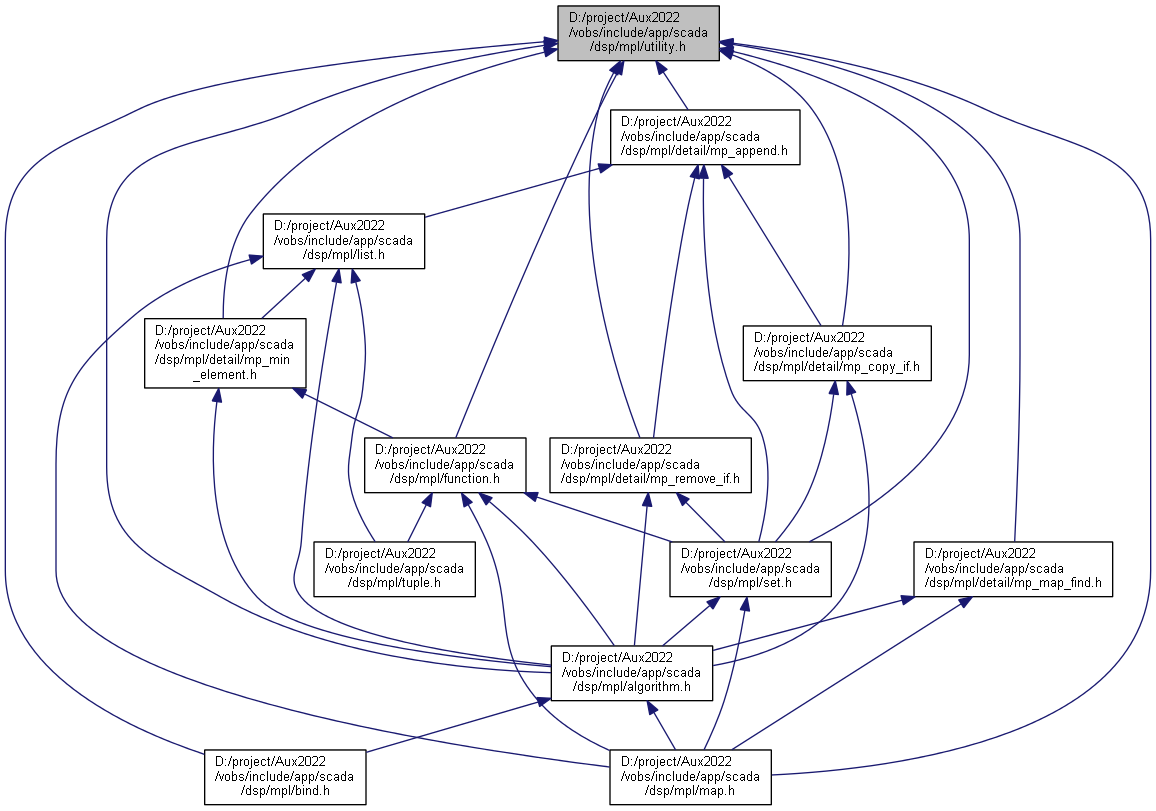 D:/project/Aux2022
/vobs/include/app/scada
/dsp/mpl/utility.h
D:/project/Aux2022
/vobs/include/app/scada
/dsp/mpl/detail/mp_append.h
D:/project/Aux2022
/vobs/include/app/scada
/dsp/mpl/list.h
D:/project/Aux2022
/vobs/include/app/scada
/dsp/mpl/detail/mp_min
_element.h
D:/project/Aux2022
/vobs/include/app/scada
/dsp/mpl/detail/mp_copy_if.h
D:/project/Aux2022
/vobs/include/app/scada
/dsp/mpl/function.h
D:/project/Aux2022
/vobs/include/app/scada
/dsp/mpl/detail/mp_remove_if.h
D:/project/Aux2022
/vobs/include/app/scada
/dsp/mpl/tuple.h
D:/project/Aux2022
/vobs/include/app/scada
/dsp/mpl/set.h
D:/project/Aux2022
/vobs/include/app/scada
/dsp/mpl/detail/mp_map_find.h
D:/project/Aux2022
/vobs/include/app/scada
/dsp/mpl/algorithm.h
D:/project/Aux2022
/vobs/include/app/scada
/dsp/mpl/bind.h
D:/project/Aux2022
/vobs/include/app/scada
/dsp/mpl/map.h